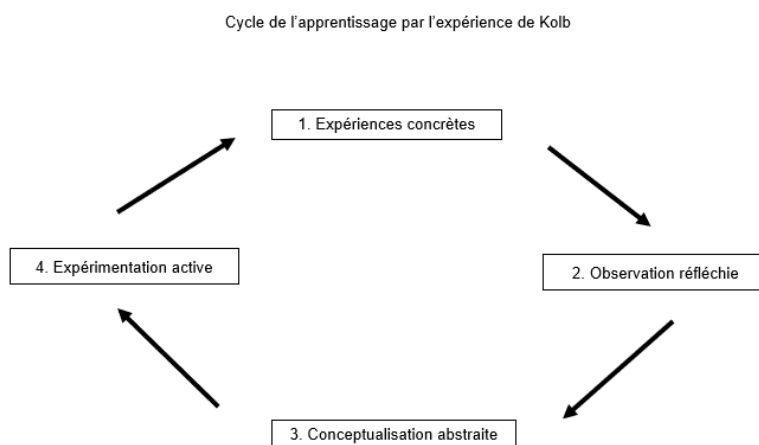 Cycle de l'apprentissage par l'expérience de Kolb
1. Expériences concrètes
2. Observation réfléchie
3. Conceptualisation abstraite
4. Expérimentation active